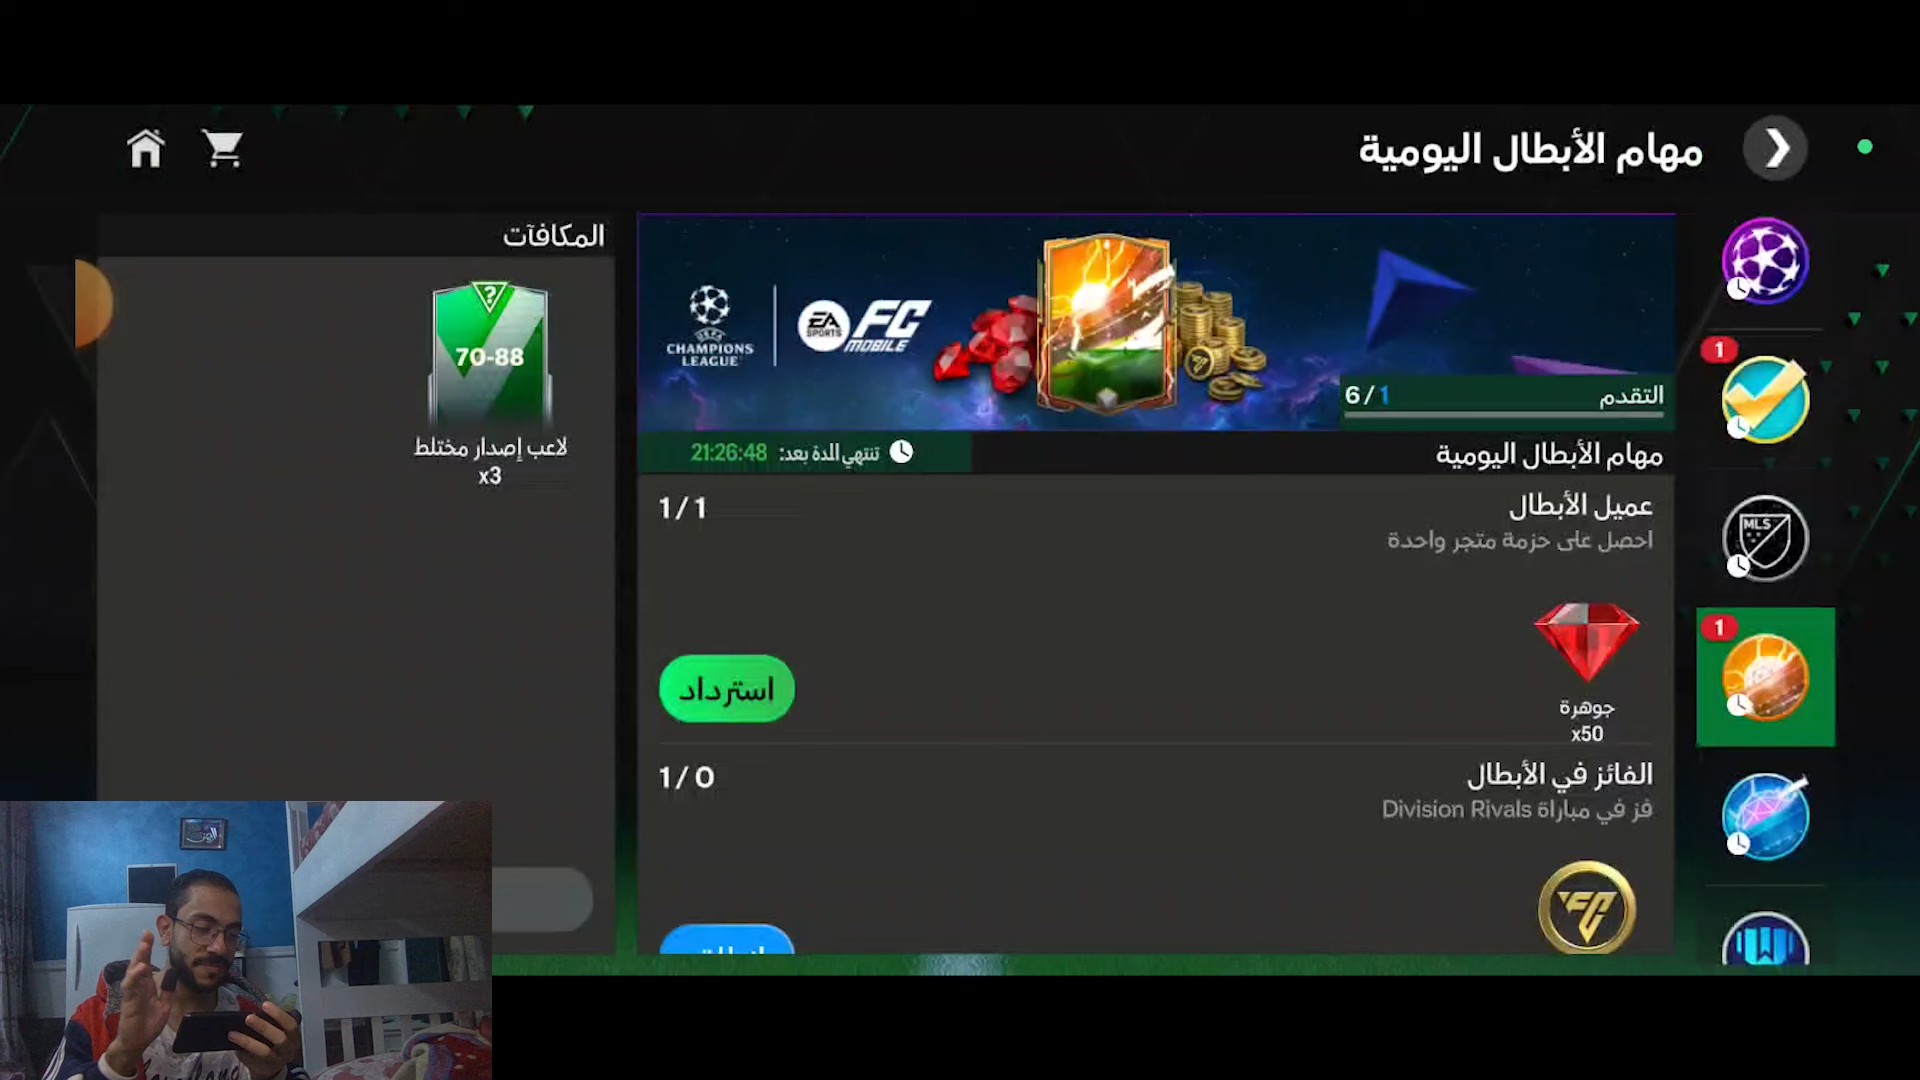 مهام الأبطال اليومية
المكافآت
?
70-88
لاعب إصدار مختلط
x3
UEFA
CHAMPIONS
LEAGUE
EA
SPORTS
FC
MOBILE
التقدم
6/1
تنتهي المدة بعد: 21:26:48
مهام الأبطال اليومية
عميل الأبطال
1/1
احصل على حزمة متجر واحدة
جوهرة
x50
استرداد
الفائز في الأبطال
1/0
فز في مباراة Division Rivals
FC
1
MLS
1